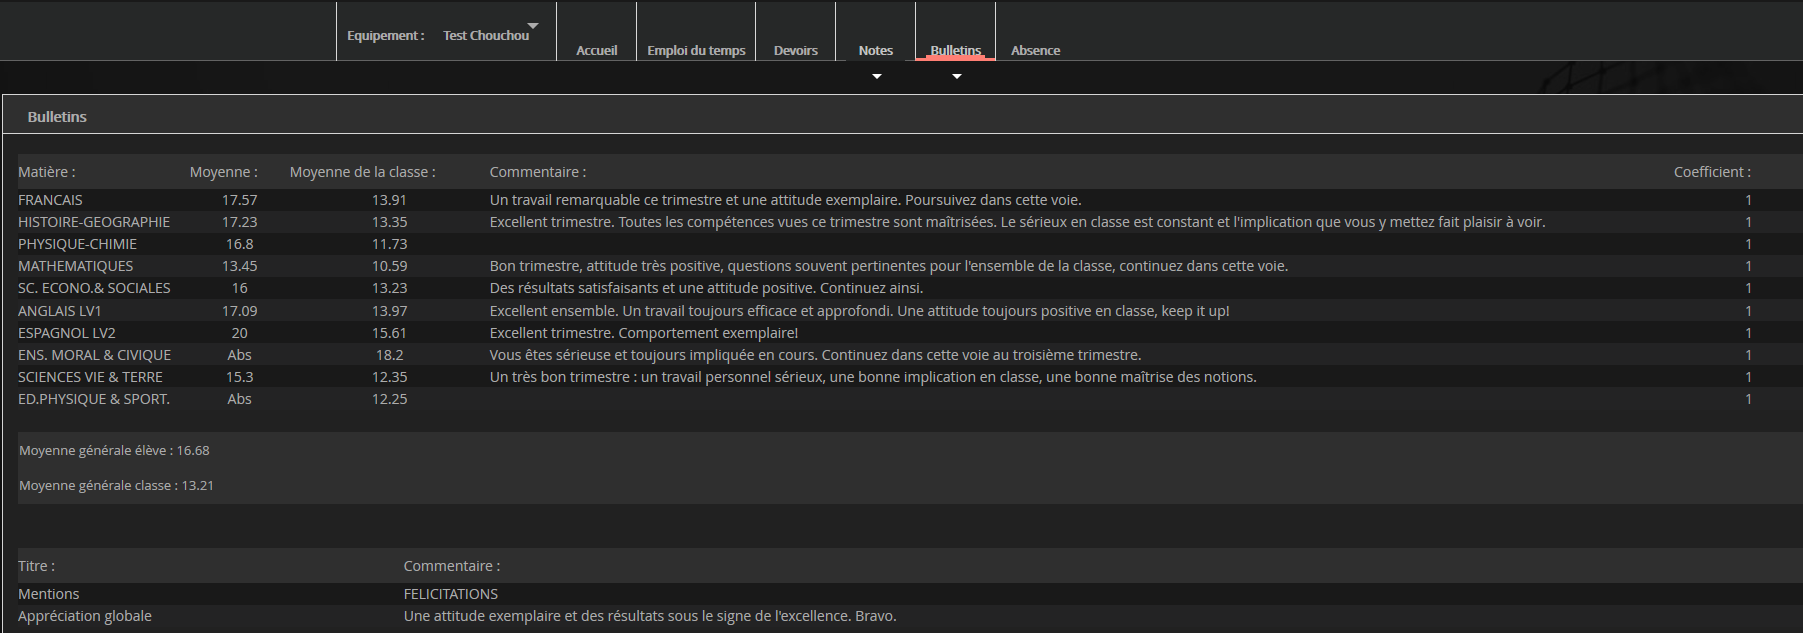 Equipement : Test Chouchou Accueil Emploi du temps Devoirs Notes Bulletins Absence
Bulletins
Matière : Moyenne : Moyenne de la classe : Commentaire : Coefficient :
FRANCAIS 17.57 13.91 Un travail remarquable ce trimestre et une attitude exemplaire. Poursuivez dans cette voie. 1
HISTOIRE-GEOGRAPHIE 17.23 13.35 Excellent trimestre. Toutes les compétences vues ce trimestre sont maîtrisées. Le sérieux en classe est constant et l'implication que vous y mettez fait plaisir à voir. 1
PHYSIQUE-CHIMIE 16.8 11.73 1
MATHEMATIQUES 13.45 10.59 Bon trimestre, attitude très positive, questions souvent pertinentes pour l'ensemble de la classe, continuez dans cette voie. 1
SC. ECONO.& SOCIALES 16 13.23 Des résultats satisfaisants et une attitude positive. Continuez ainsi. 1
ANGLAIS LV1 17.09 13.97 Excellent ensemble. Un travail toujours efficace et approfondi. Une attitude toujours positive en classe, keep it up! 1
ESPAGNOL LV2 20 15.61 Excellent trimestre. Comportement exemplaire! 1
ENS. MORAL & CIVIQUE Abs 18.2 Vous êtes sérieuse et toujours impliquée en cours. Continuez dans cette voie au troisième trimestre. 1
SCIENCES VIE & TERRE 15.3 12.35 Un très bon trimestre : un travail personnel sérieux, une bonne implication en classe, une bonne maîtrise des notions. 1
ED.PHYSIQUE & SPORT. Abs 12.25 1
Moyenne générale élève : 16.68
Moyenne générale classe : 13.21
Titre : Commentaire :
Mentions FELICITATIONS
Appréciation globale Une attitude exemplaire et des résultats sous le signe de l'excellence. Bravo.